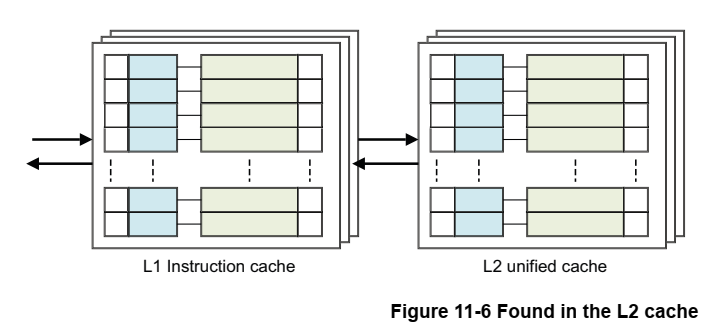 L1 Instruction cache
L2 unified cache
Figure 11-6 Found in the L2 cache